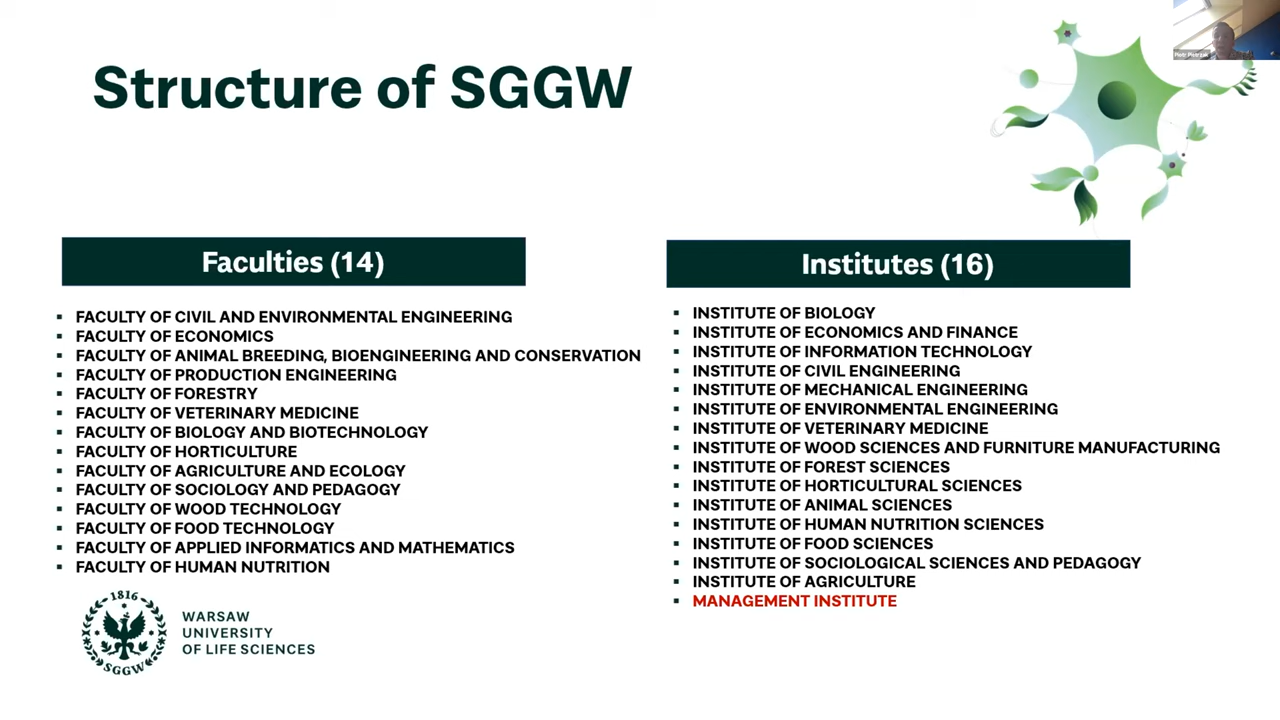 Structure of SGGW
Piotr Pietrzak
Faculties (14)
FACULTY OF CIVIL AND ENVIRONMENTAL ENGINEERING
FACULTY OF ECONOMICS
FACULTY OF ANIMAL BREEDING, BIOENGINEERING AND CONSERVATION
FACULTY OF PRODUCTION ENGINEERING
FACULTY OF FORESTRY
FACULTY OF VETERINARY MEDICINE
FACULTY OF BIOLOGY AND BIOTECHNOLOGY
FACULTY OF HORTICULTURE
FACULTY OF AGRICULTURE AND ECOLOGY
FACULTY OF SOCIOLOGY AND PEDAGOGY
FACULTY OF WOOD TECHNOLOGY
FACULTY OF FOOD TECHNOLOGY
FACULTY OF APPLIED INFORMATICS AND MATHEMATICS
FACULTY OF HUMAN NUTRITION
Institutes (16)
INSTITUTE OF BIOLOGY
INSTITUTE OF ECONOMICS AND FINANCE
INSTITUTE OF INFORMATION TECHNOLOGY
INSTITUTE OF CIVIL ENGINEERING
INSTITUTE OF MECHANICAL ENGINEERING
INSTITUTE OF ENVIRONMENTAL ENGINEERING
INSTITUTE OF VETERINARY MEDICINE
INSTITUTE OF WOOD SCIENCES AND FURNITURE MANUFACTURING
INSTITUTE OF FOREST SCIENCES
INSTITUTE OF HORTICULTURAL SCIENCES
INSTITUTE OF ANIMAL SCIENCES
INSTITUTE OF HUMAN NUTRITION SCIENCES
INSTITUTE OF FOOD SCIENCES
INSTITUTE OF SOCIOLOGICAL SCIENCES AND PEDAGOGY
INSTITUTE OF AGRICULTURE
MANAGEMENT INSTITUTE
1816
SGGW
WARSAW
UNIVERSITY
OF LIFE SCIENCES